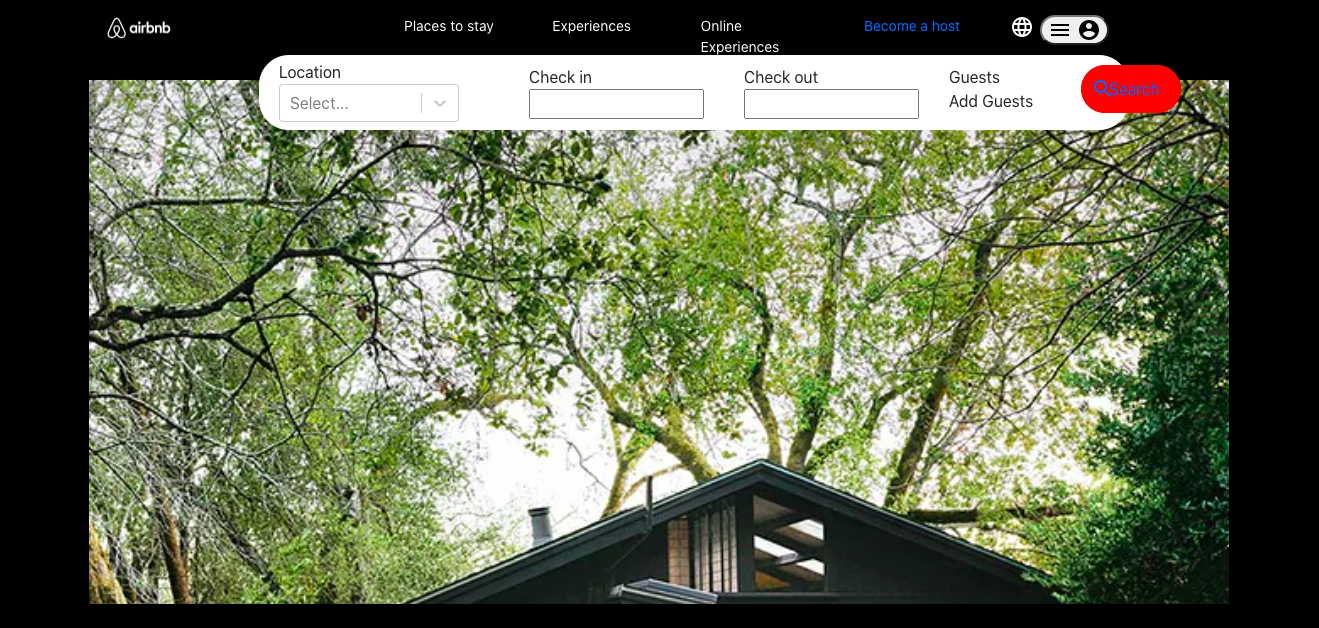 airbnb
Places to stay
Experiences
Online
Experiences
Become a host
Location
Select...
Check in
Check out
Guests
Add Guests
Search